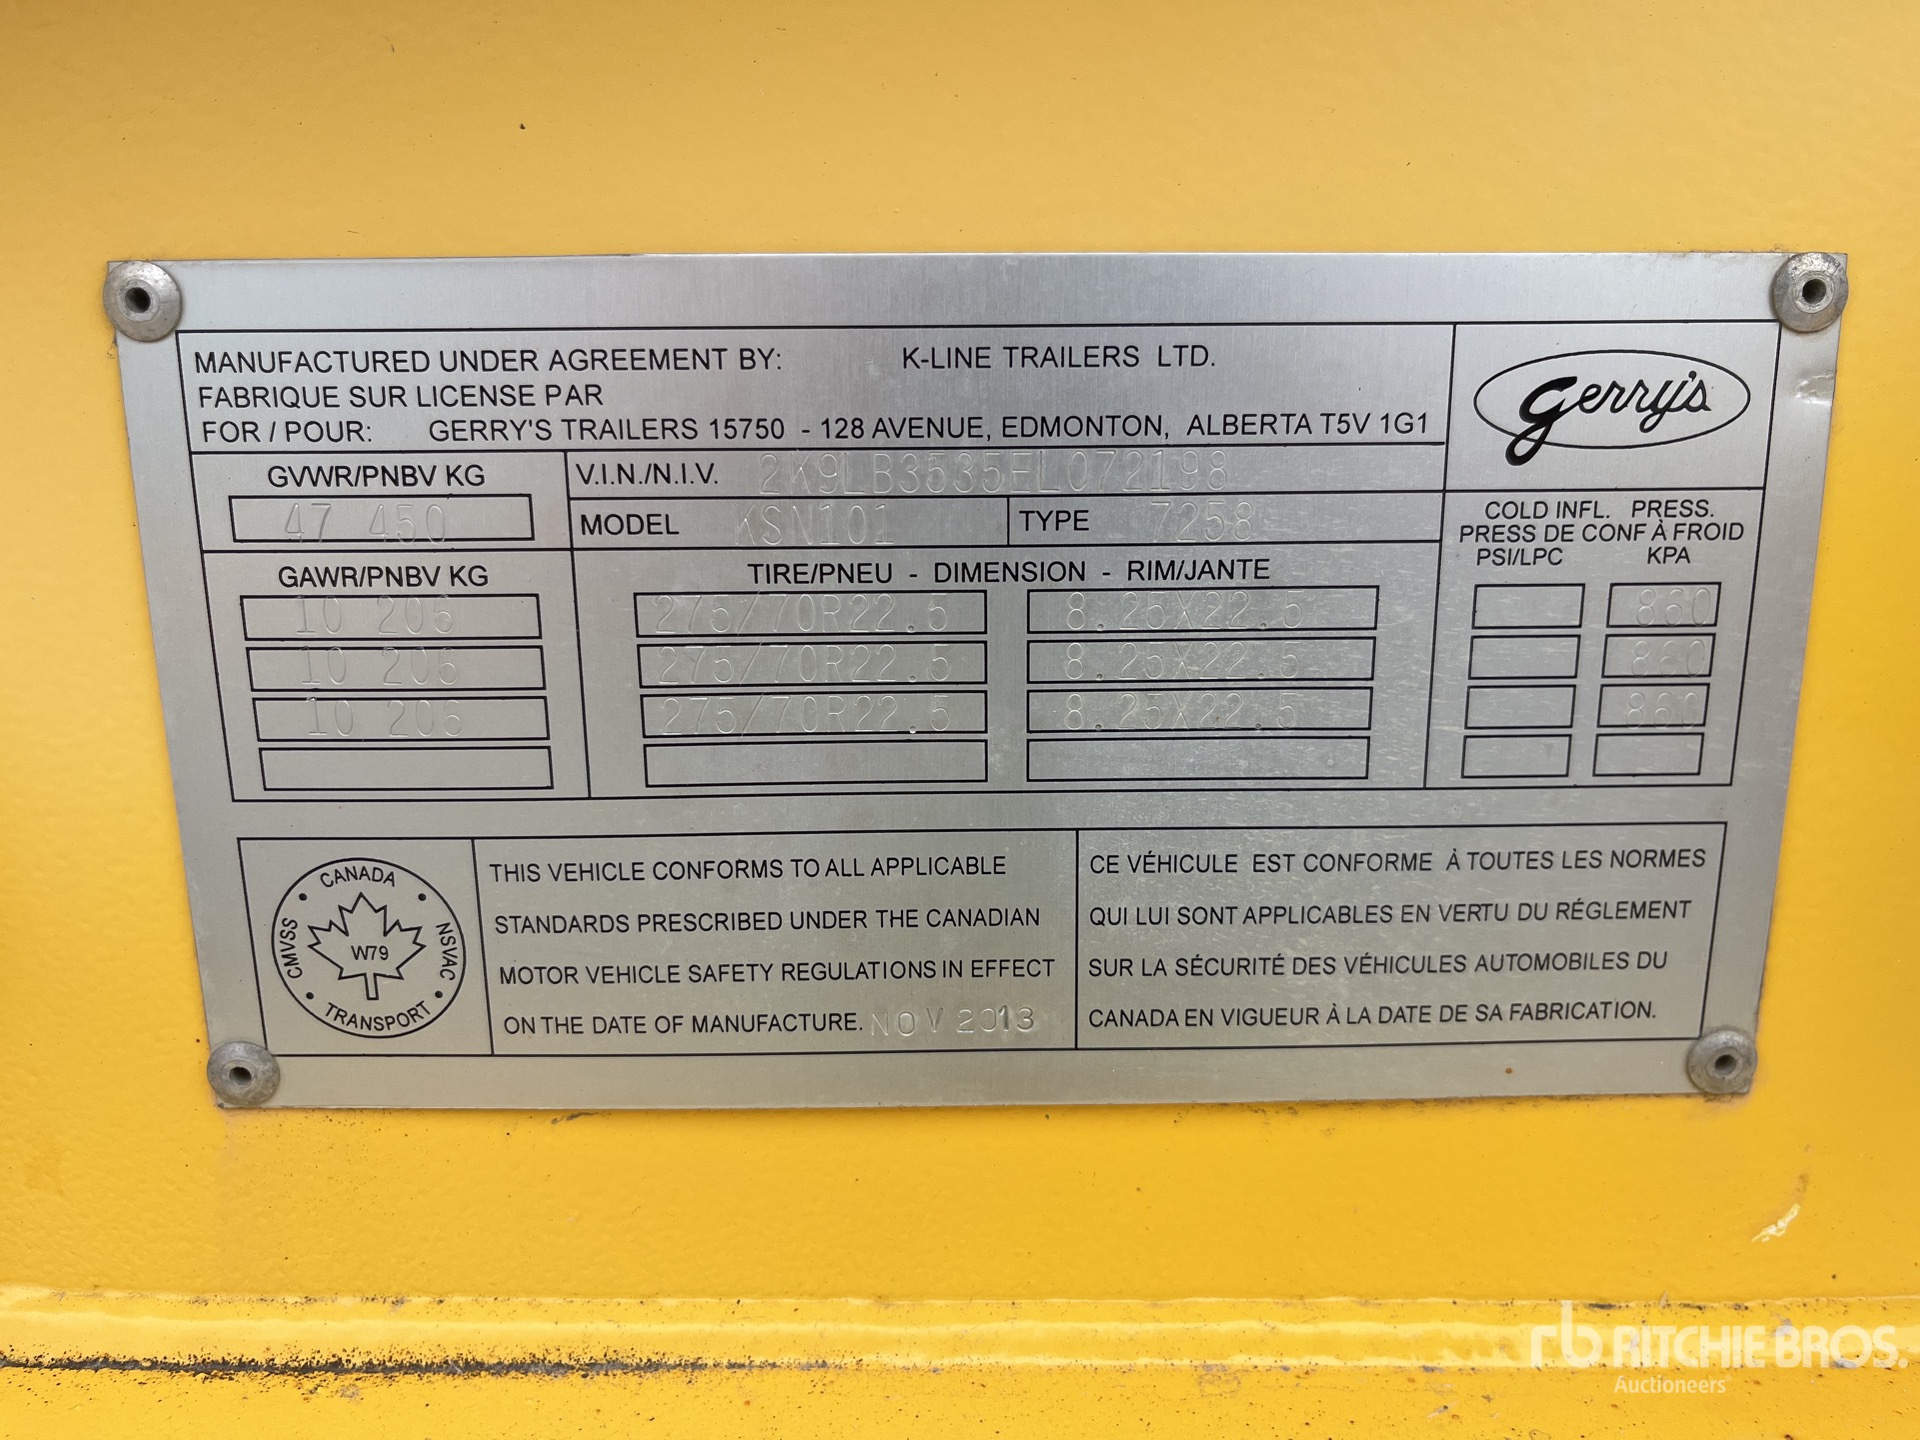 MANUFACTURED UNDER AGREEMENT BY: K-LINE TRAILERS LTD.
FABRIQUE SUR LICENSE PAR
FOR / POUR: GERRY'S TRAILERS 15750 - 128 AVENUE, EDMONTON, ALBERTA T5V 1G1
Gerry's
GVWR/PNBV KG
47 450
V.I.N./N.I.V. 2K9LB3535EL072198
MODEL KSN101 TYPE 7258
COLD INFL. PRESS.
PRESS DE CONF À FROID
PSI/LPC KPA
GAWR/PNBV KG
TIRE/PNEU - DIMENSION - RIM/JANTE
10 206 275/70R22.5 8.25X22.5 860
10 206 275/70R22.5 8.25X22.5 860
10 206 275/70R22.5 8.25X22.5 860
CANADA
CMVSS
W79
NSVAC
TRANSPORT
THIS VEHICLE CONFORMS TO ALL APPLICABLE
STANDARDS PRESCRIBED UNDER THE CANADIAN
MOTOR VEHICLE SAFETY REGULATIONS IN EFFECT
ON THE DATE OF MANUFACTURE. NOV 2013
CE VÉHICULE EST CONFORME À TOUTES LES NORMES
QUI LUI SONT APPLICABLES EN VERTU DU RÉGLEMENT
SUR LA SÉCURITÉ DES VÉHICULES AUTOMOBILES DU
CANADA EN VIGUEUR À LA DATE DE SA FABRICATION.
rb RITCHIE BROS.
Auctioneers